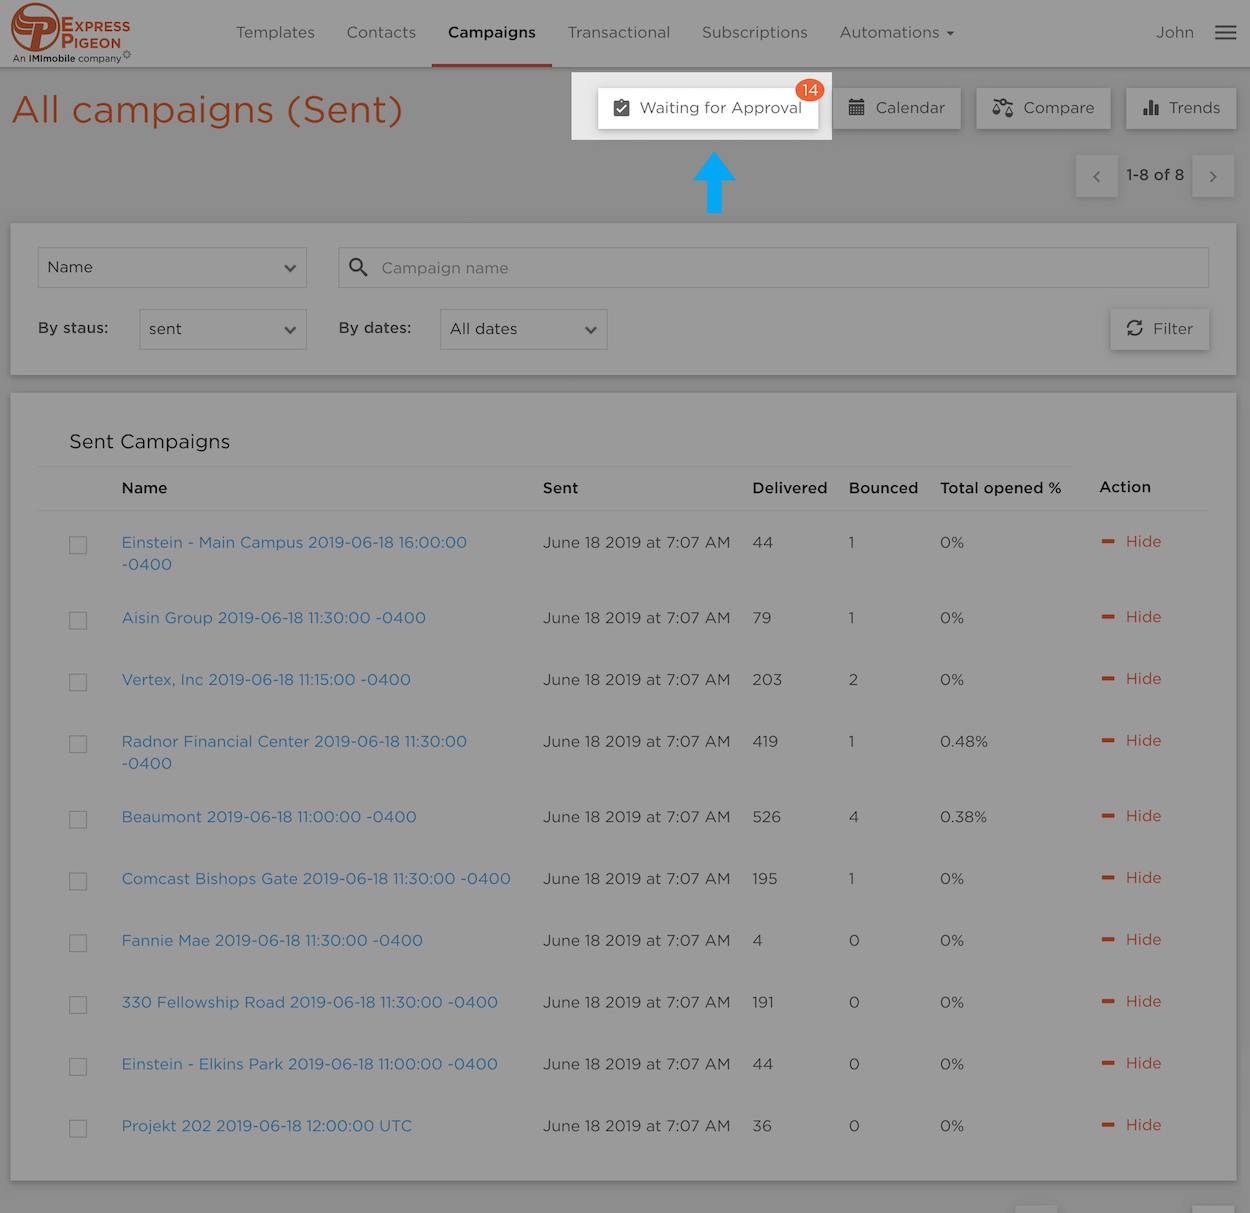 EXPRESS
PIGEON
An IMImobile company
Templates Contacts Campaigns Transactional Subscriptions Automations John
All campaigns (Sent)
Waiting for Approval 14 Calendar Compare Trends
1-8 of 8
Name Campaign name
By staus: sent By dates: All dates Filter
Sent Campaigns
Name Sent Delivered Bounced Total opened % Action
Einstein - Main Campus 2019-06-18 16:00:00 June 18 2019 at 7:07 AM 44 1 0% Hide
-0400
Aisin Group 2019-06-18 11:30:00 -0400 June 18 2019 at 7:07 AM 79 1 0% Hide
Vertex, Inc 2019-06-18 11:15:00 -0400 June 18 2019 at 7:07 AM 203 2 0% Hide
Radnor Financial Center 2019-06-18 11:30:00 June 18 2019 at 7:07 AM 419 1 0.48% Hide
-0400
Beaumont 2019-06-18 11:00:00 -0400 June 18 2019 at 7:07 AM 526 4 0.38% Hide
Comcast Bishops Gate 2019-06-18 11:30:00 -0400 June 18 2019 at 7:07 AM 195 1 0% Hide
Fannie Mae 2019-06-18 11:30:00 -0400 June 18 2019 at 7:07 AM 4 0 0% Hide
330 Fellowship Road 2019-06-18 11:30:00 -0400 June 18 2019 at 7:07 AM 191 0 0% Hide
Einstein - Elkins Park 2019-06-18 11:00:00 -0400 June 18 2019 at 7:07 AM 44 0 0% Hide
Projekt 202 2019-06-18 12:00:00 UTC June 18 2019 at 7:07 AM 36 0 0% Hide